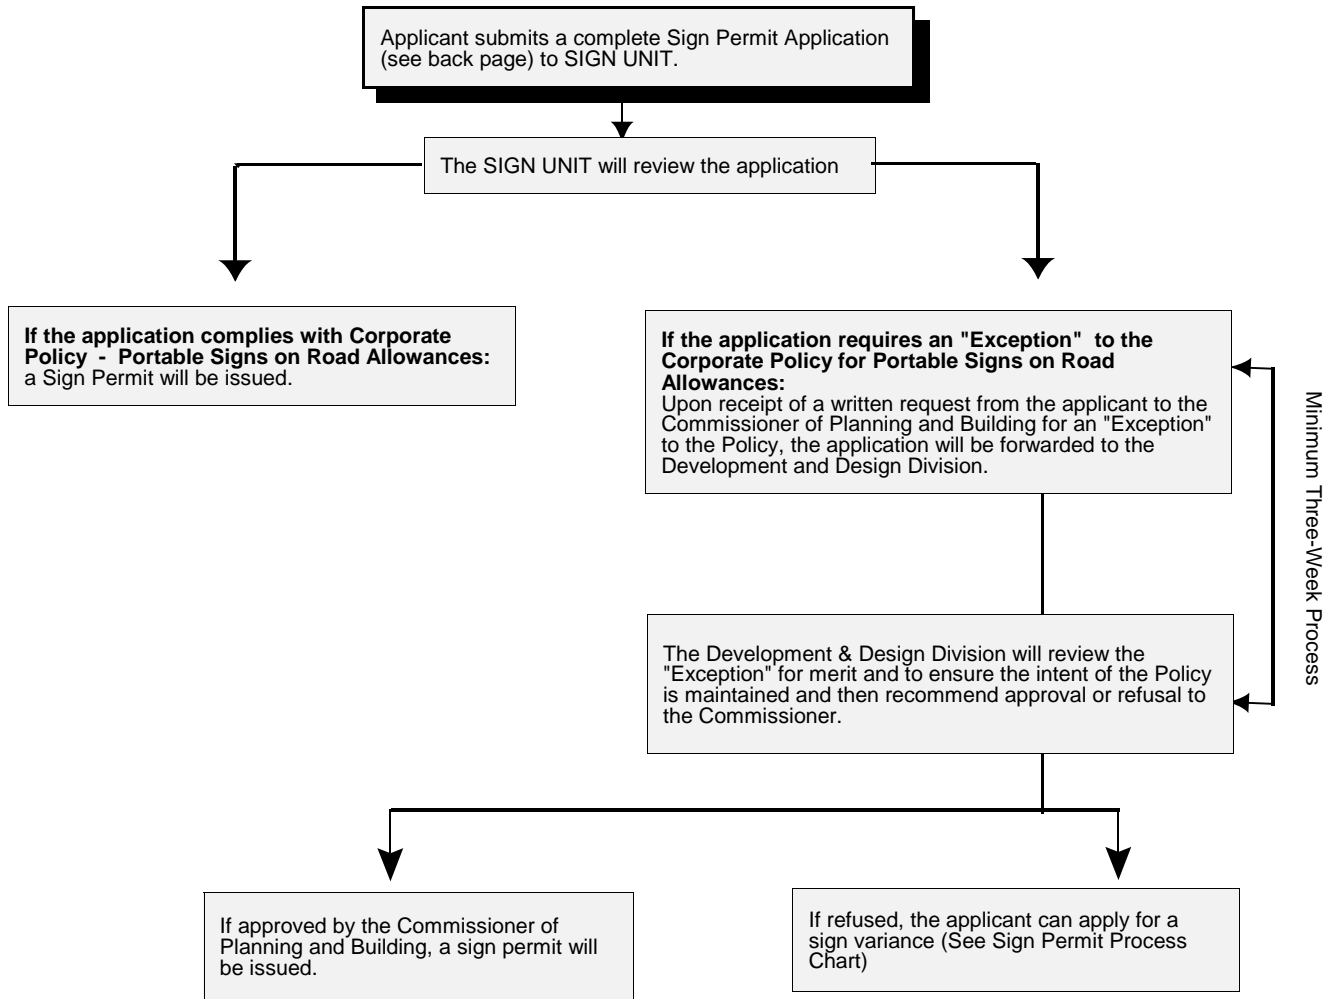 Applicant submits a complete Sign Permit Application
(see back page) to SIGN UNIT.
The SIGN UNIT will review the application
If the application complies with Corporate
Policy - Portable Signs on Road Allowances:
a Sign Permit will be issued.
If the application requires an "Exception" to the
Corporate Policy for Portable Signs on Road
Allowances:
Upon receipt of a written request from the applicant to the
Commissioner of Planning and Building for an "Exception"
to the Policy, the application will be forwarded to the
Development and Design Division.
Minimum Three-Week Process
The Development & Design Division will review the
"Exception" for merit and to ensure the intent of the Policy
is maintained and then recommend approval or refusal to
the Commissioner.
If approved by the Commissioner of
Planning and Building, a sign permit will
be issued.
If refused, the applicant can apply for a
sign variance (See Sign Permit Process
Chart)